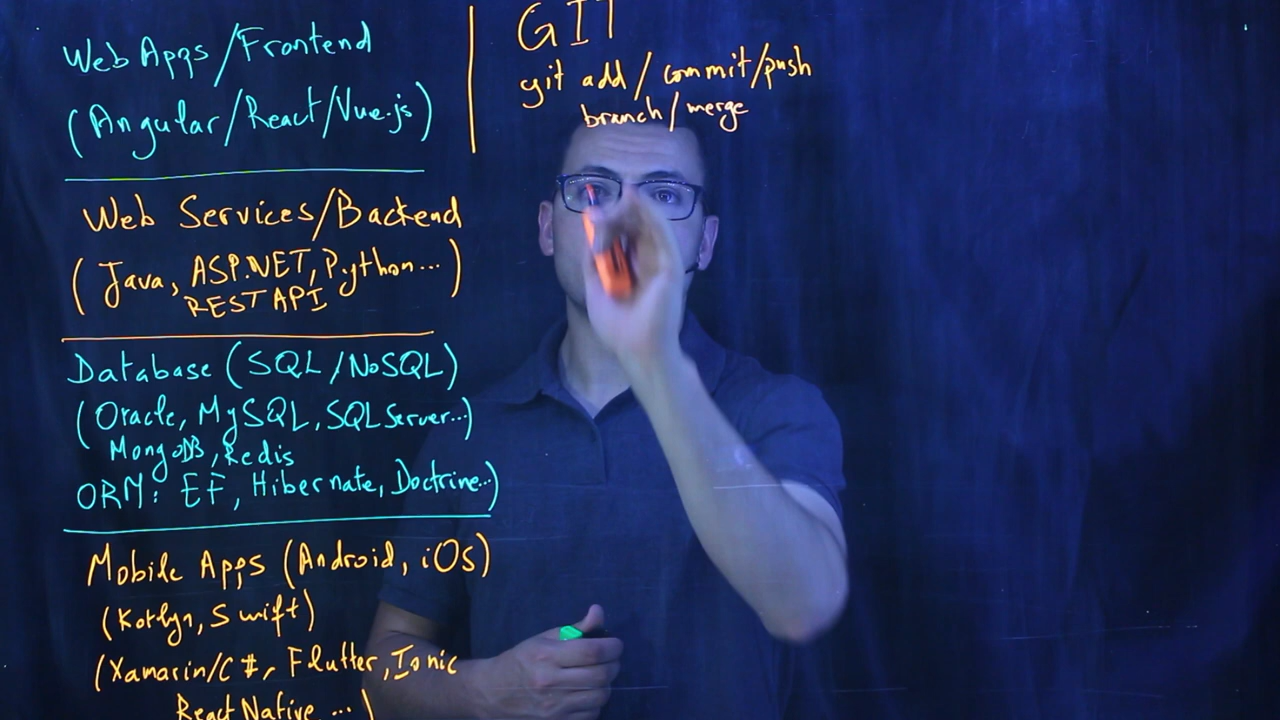 Web Apps/Frontend
(Angular/React/Vue.js)
Web Services/Backend
(Java, ASP.NET, Python...)
REST API
Database (SQL/NoSQL)
(Oracle, MySQL, SQL Server...)
MongoDB, Redis
ORM: EF, Hibernate, Doctrine..)
Mobile Apps (Android, iOs)
(Kotlyn, Swift)
(Xamarin/C#, Flutter, Ionic
React Native, ...)
GIT
git add / commit/push
branch/merge